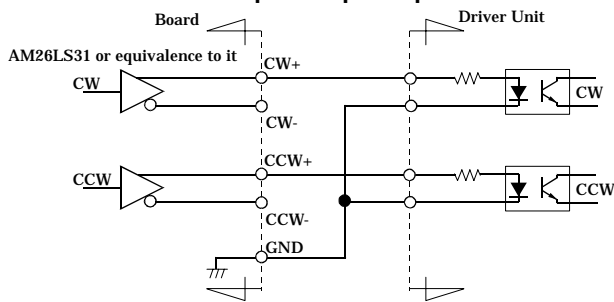 Board
Driver Unit
AM26LS31 or equivalence to it
CW
CW+
CW-
CW
CCW
CCW+
CCW-
CCW
GND